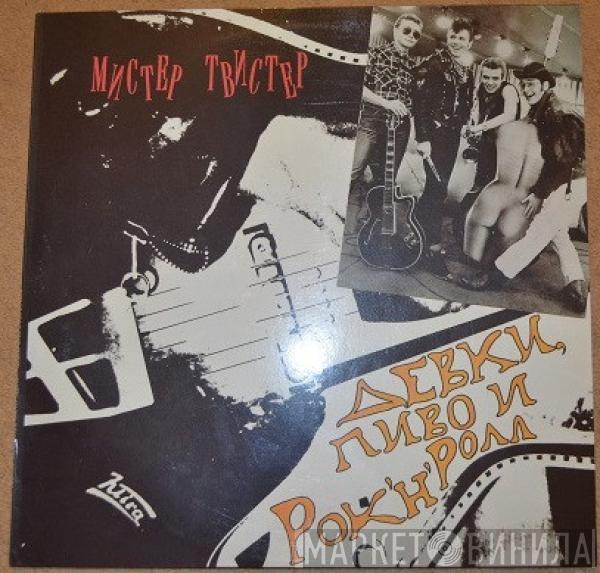 МИСТЕР ТВИСТЕР
ДЕВКИ,
ПИВО И
РОК'Н'РОЛЛ
МАРКЕТ ВИНИЛА